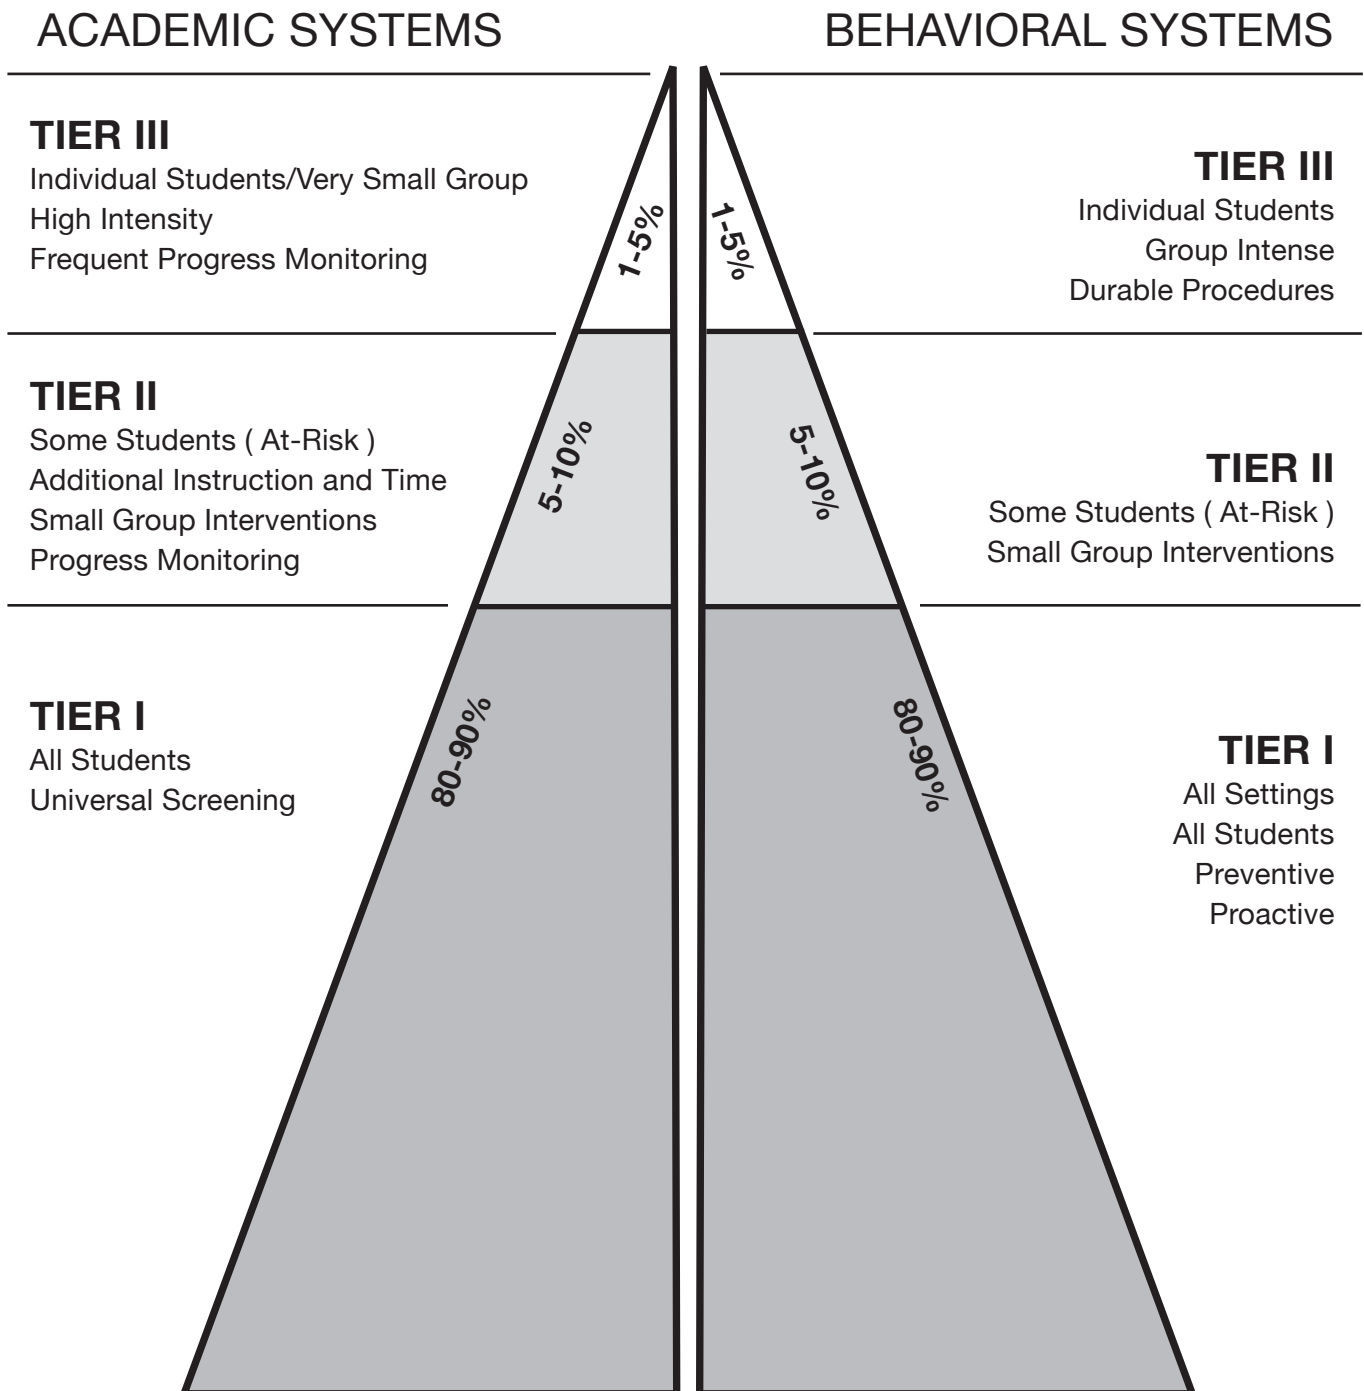 ACADEMIC SYSTEMS
BEHAVIORAL SYSTEMS
TIER III
Individual Students/Very Small Group
High Intensity
Frequent Progress Monitoring
1-5%
1-5%
TIER III
Individual Students
Group Intense
Durable Procedures
TIER II
Some Students ( At-Risk )
Additional Instruction and Time
Small Group Interventions
Progress Monitoring
5-10%
5-10%
TIER II
Some Students ( At-Risk )
Small Group Interventions
TIER I
All Students
Universal Screening
80-90%
80-90%
TIER I
All Settings
All Students
Preventive
Proactive